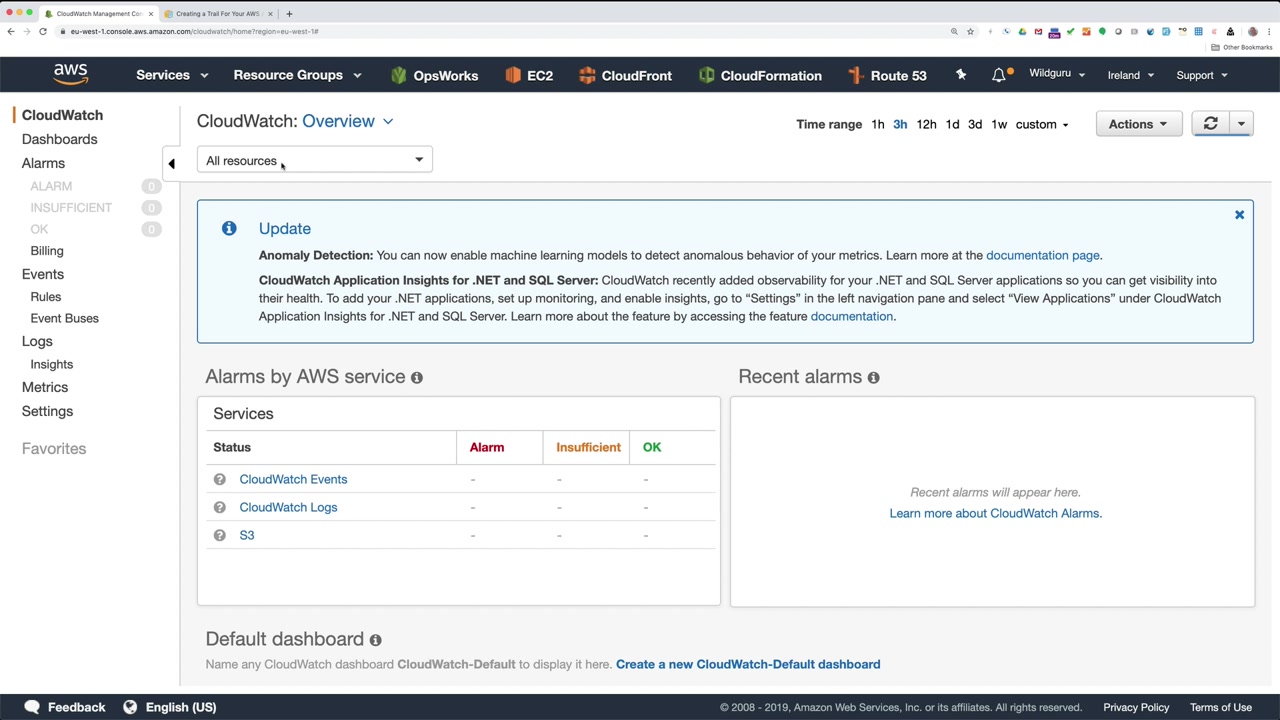 CloudWatch Management Con
Creating a Trail For Your AWS
eu-west-1.console.aws.amazon.com/cloudwatch/home?region=eu-west-1#
Other Bookmarks
aws
Services
Resource Groups
OpsWorks
EC2
CloudFront
CloudFormation
Route 53
Wildguru
Ireland
Support
CloudWatch
Dashboards
Alarms
ALARM 0
INSUFFICIENT 0
OK 0
Billing
Events
Rules
Event Buses
Logs
Insights
Metrics
Settings
Favorites
CloudWatch: Overview
Time range 1h 3h 12h 1d 3d 1w custom
Actions
All resources
Update
Anomaly Detection: You can now enable machine learning models to detect anomalous behavior of your metrics. Learn more at the documentation page.
CloudWatch Application Insights for .NET and SQL Server: CloudWatch recently added observability for your .NET and SQL Server applications so you can get visibility into
their health. To add your .NET applications, set up monitoring, and enable insights, go to “Settings” in the left navigation pane and select “View Applications” under CloudWatch
Application Insights for .NET and SQL Server. Learn more about the feature by accessing the feature documentation.
Alarms by AWS service
Services
Status Alarm Insufficient OK
CloudWatch Events - - -
CloudWatch Logs - - -
S3 - - -
Recent alarms
Recent alarms will appear here.
Learn more about CloudWatch Alarms.
Default dashboard
Name any CloudWatch dashboard CloudWatch-Default to display it here. Create a new CloudWatch-Default dashboard
Feedback
English (US)
© 2008 - 2019, Amazon Web Services, Inc. or its affiliates. All rights reserved.
Privacy Policy
Terms of Use